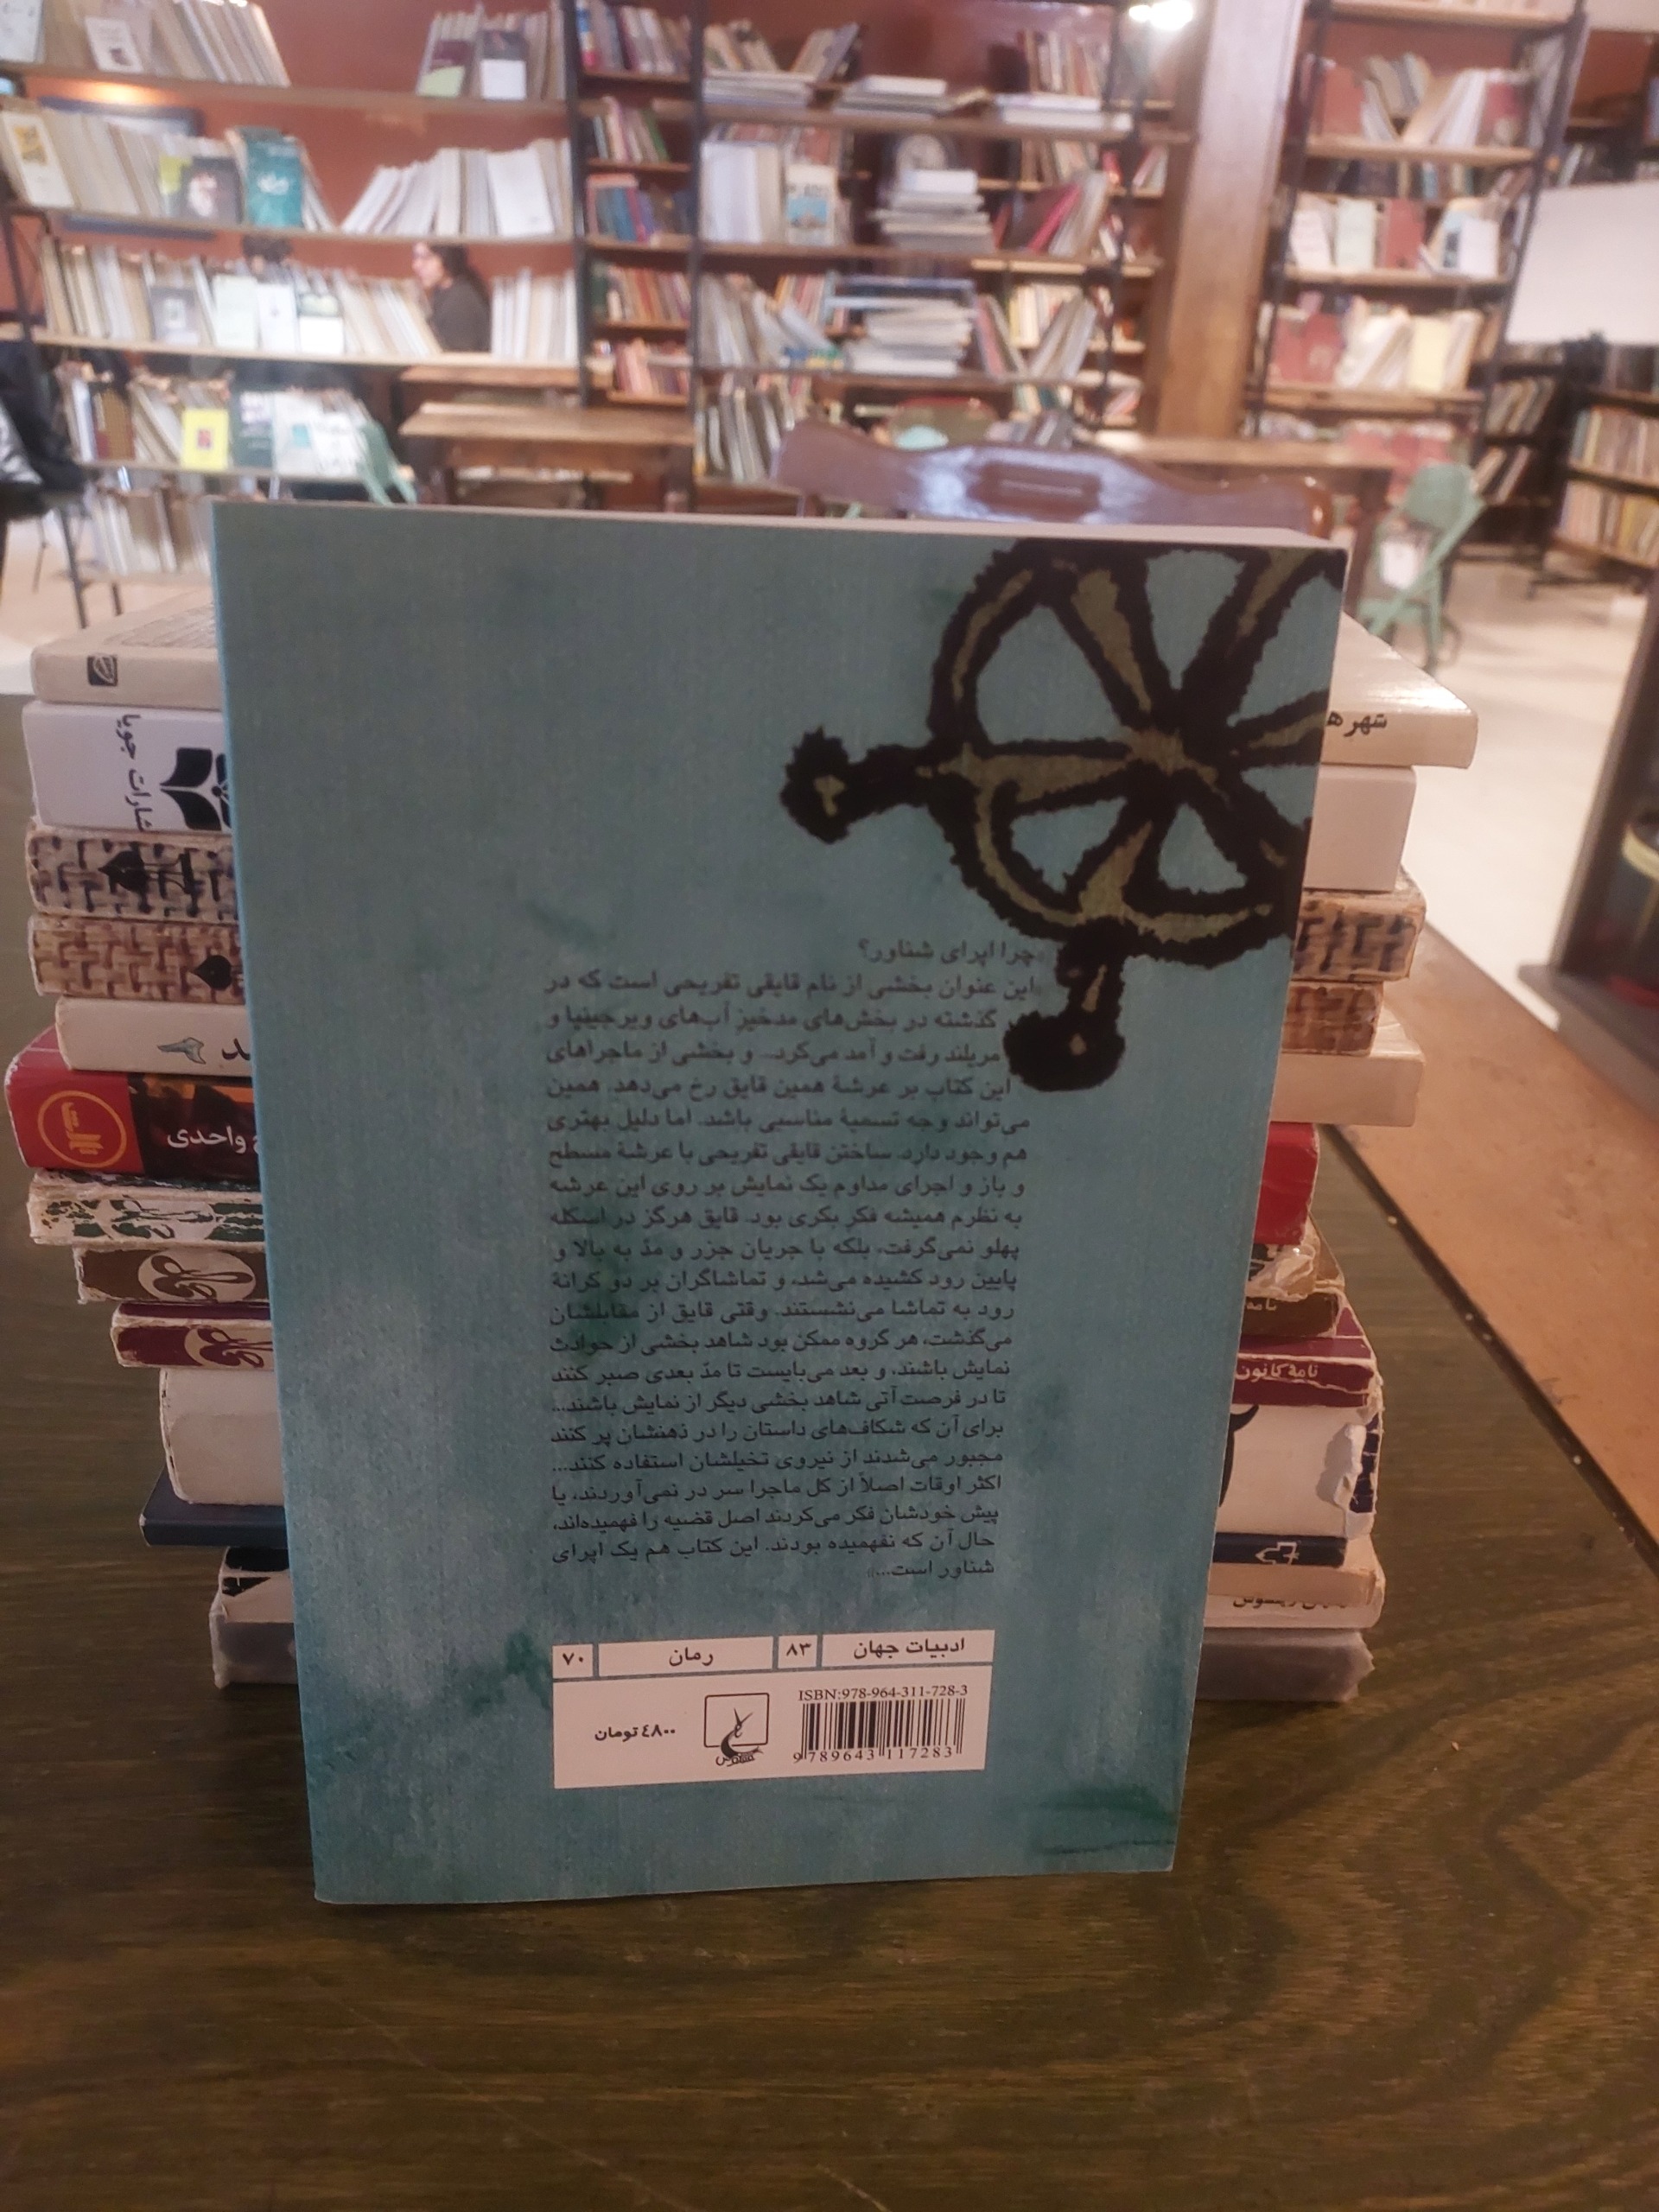 چرا اپرای شناور؟
این عنوان بخشی از نام قایقی تفریحی است که در
گذشته در بخش‌های مدخیز آب‌های ویرجینیا و
مریلند رفت و آمد می‌کرد... و بخشی از ماجراهای
این کتاب بر عرشهٔ همین قایق رخ می‌دهد. همین
می‌تواند وجه تسمیهٔ مناسبی باشد. اما دلیل بهتری
هم وجود دارد. ساختن قایقی تفریحی با عرشهٔ مسطح
و باز و اجرای مداوم یک نمایش بر روی این عرشه
به نظرم همیشه فکر بکری بود. قایق هرگز در اسکله
پهلو نمی‌گرفت، بلکه با جریان جزر و مدّ به بالا و
پایین رود کشیده می‌شد، و تماشاگران بر دو کرانهٔ
رود به تماشا می‌نشستند. وقتی قایق از مقابلشان
می‌گذشت، هر گروه ممکن بود شاهد بخشی از حوادث
نمایش باشند، و بعد می‌بایست تا مدّ بعدی صبر کنند
تا در فرصت آتی شاهد بخشی دیگر از نمایش باشند...
برای آن که شکاف‌های داستان را در ذهنشان پر کنند
مجبور می‌شدند از نیروی تخیلشان استفاده کنند...
اکثر اوقات اصلاً از کل ماجرا سر در نمی‌آوردند، یا
پیش خودشان فکر می‌کردند اصل قضیه را فهمیده‌اند،
حال آن که نفهمیده بودند. این کتاب هم یک اپرای
شناور است...
ادبیات جهان ۸۳ رمان ۷۰
ISBN:978-964-311-728-3
9 789643 117283
ققنوس
۴۸۰۰ تومان
شارات جویا
واحدی
ثالث
شهر
نامه
نامهٔ کانون